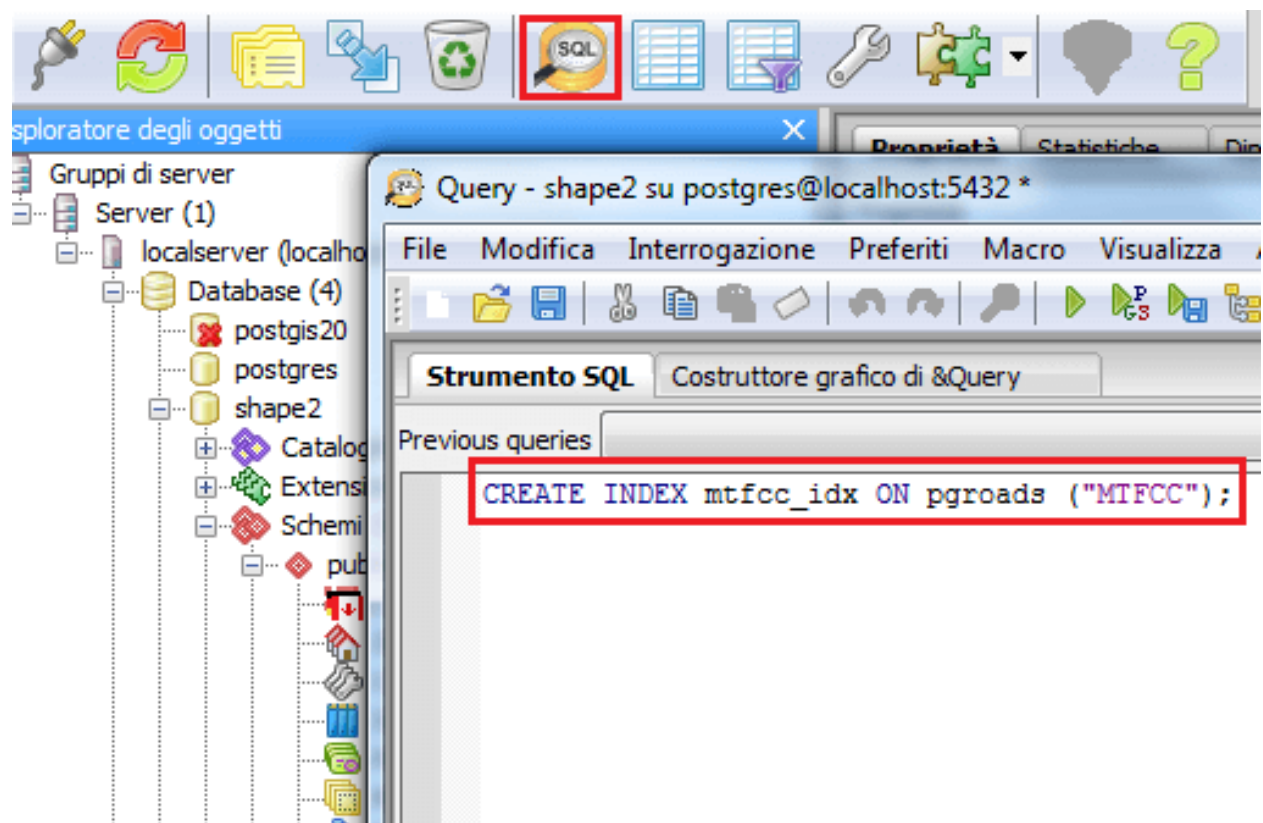 SQL
sploratore degli oggetti
Proprietà Statistiche Dip
Gruppi di server
Server (1)
localserver (localho
Database (4)
postgis20
postgres
shape2
Catalog
Extensi
Schemi
pub
Query - shape2 su postgres@localhost:5432 *
File Modifica Interrogazione Preferiti Macro Visualizza
Strumento SQL Costruttore grafico di &Query
Previous queries
CREATE INDEX mtfcc_idx ON pgroads ("MTFCC");